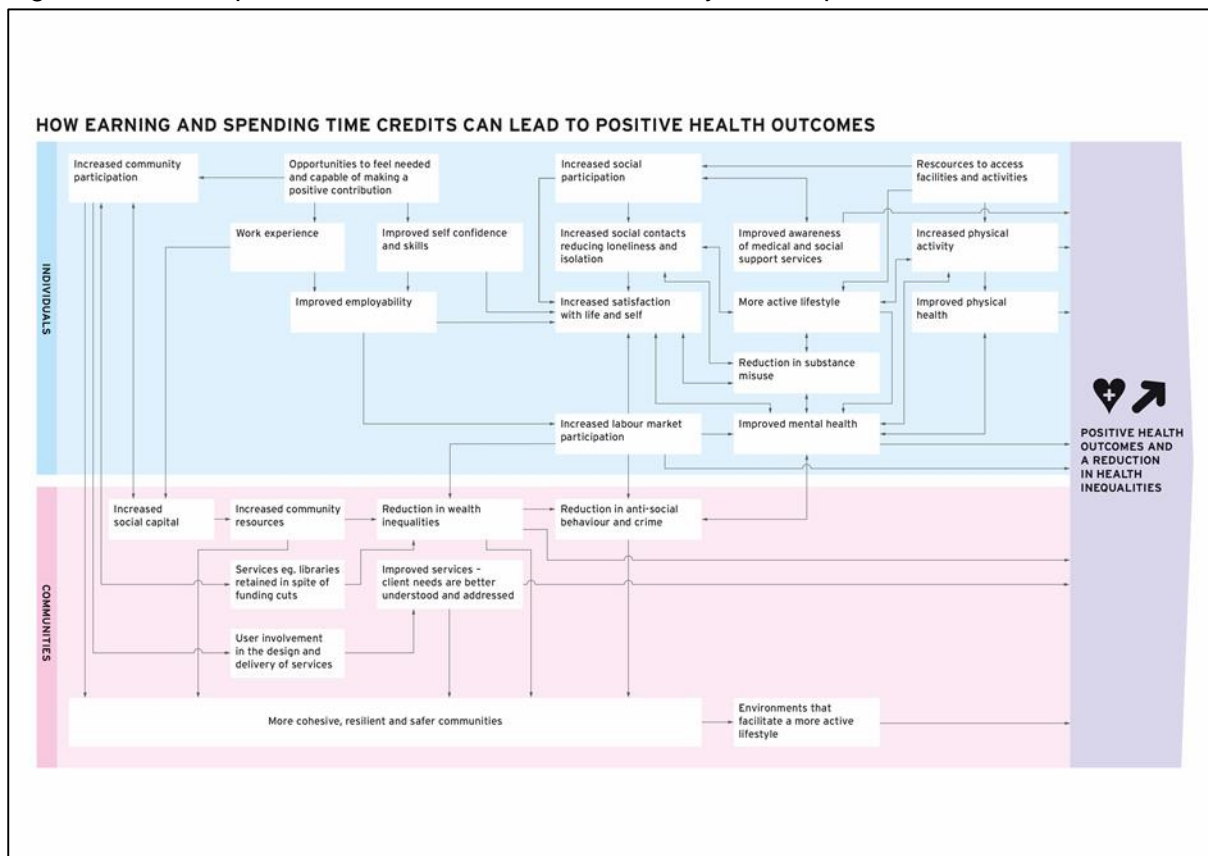 HOW EARNING AND SPENDING TIME CREDITS CAN LEAD TO POSITIVE HEALTH OUTCOMES
INDIVIDUALS
Increased community
participation
Opportunities to feel needed
and capable of making a
positive contribution
Increased social
participation
Rescources to access
facilities and activities
Work experience
Improved self confidence
and skills
Increased social contacts
reducing loneliness and
isolation
Improved awareness
of medical and social
support services
Increased physical
activity
Improved employability
Increased satisfaction
with life and self
More active lifestyle
Improved physical
health
Reduction in substance
misuse
Increased labour market
participation
Improved mental health
COMMUNITIES
Increased
social capital
Increased community
resources
Reduction in wealth
inequalities
Reduction in anti-social
behaviour and crime
Services eg. libraries
retained in spite of
funding cuts
Improved services –
client needs are better
understood and addressed
User involvement
in the design and
delivery of services
More cohesive, resilient and safer communities
Environments that
facilitate a more active
lifestyle
POSITIVE HEALTH
OUTCOMES AND
A REDUCTION
IN HEALTH
INEQUALITIES